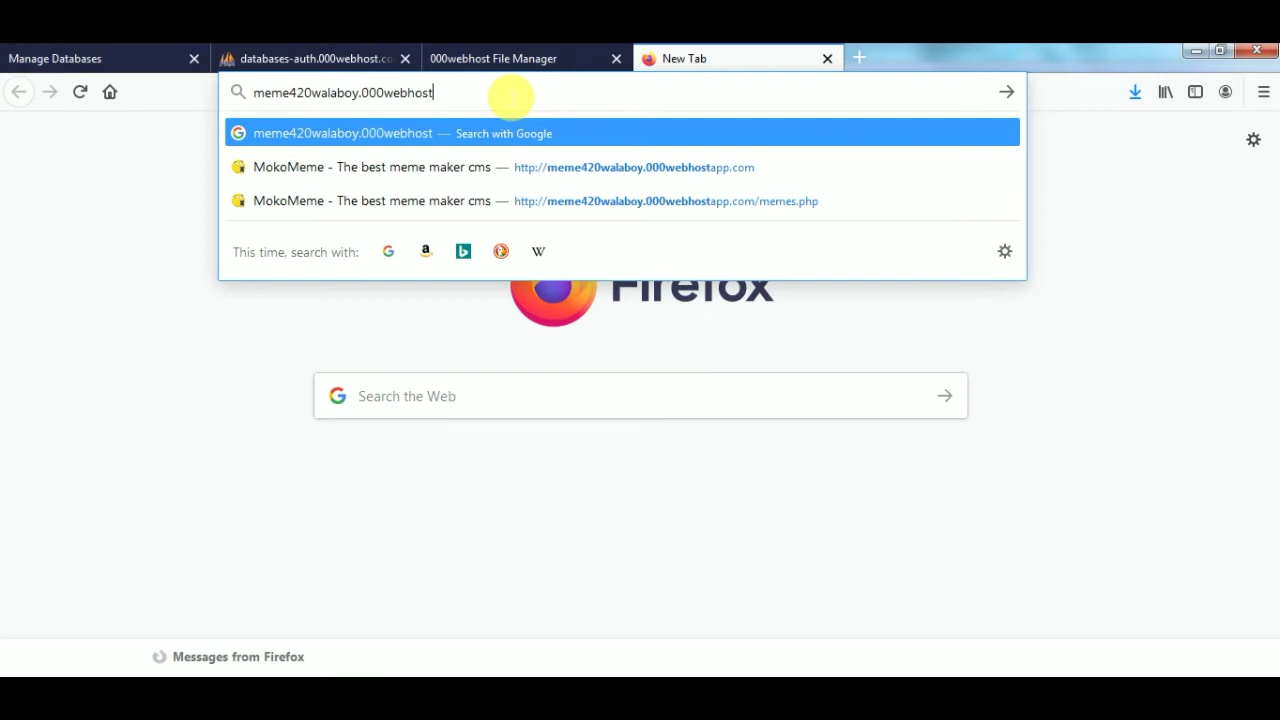 Manage Databases
databases-auth.000webhost.co
000webhost File Manager
New Tab
meme420walaboy.000webhost
meme420walaboy.000webhost — Search with Google
MokoMeme - The best meme maker cms — http://meme420walaboy.000webhostapp.com
MokoMeme - The best meme maker cms — http://meme420walaboy.000webhostapp.com/memes.php
This time, search with:
Firefox
Search the Web
Messages from Firefox